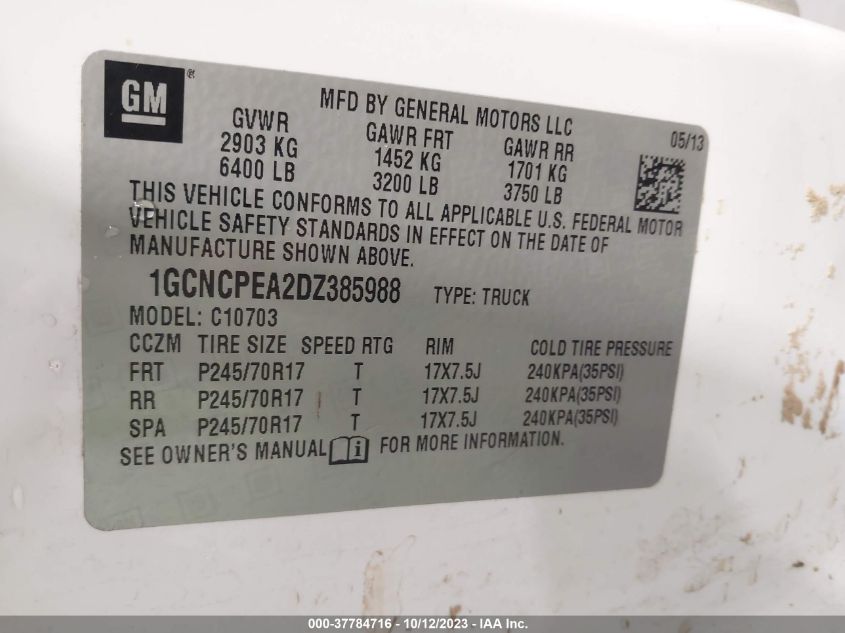 GM ®
MFD BY GENERAL MOTORS LLC 05/13
GVWR GAWR FRT GAWR RR
2903 KG 1452 KG 1701 KG
6400 LB 3200 LB 3750 LB
THIS VEHICLE CONFORMS TO ALL APPLICABLE U.S. FEDERAL MOTOR
VEHICLE SAFETY STANDARDS IN EFFECT ON THE DATE OF
MANUFACTURE SHOWN ABOVE.
1GCNCPEA2DZ385988 TYPE: TRUCK
MODEL: C10703
CCZM TIRE SIZE SPEED RTG RIM COLD TIRE PRESSURE
FRT P245/70R17 T 17X7.5J 240KPA(35PSI)
RR P245/70R17 T 17X7.5J 240KPA(35PSI)
SPA P245/70R17 T 17X7.5J 240KPA(35PSI)
SEE OWNER'S MANUAL i FOR MORE INFORMATION.
000-37784716 - 10/12/2023 - IAA Inc.